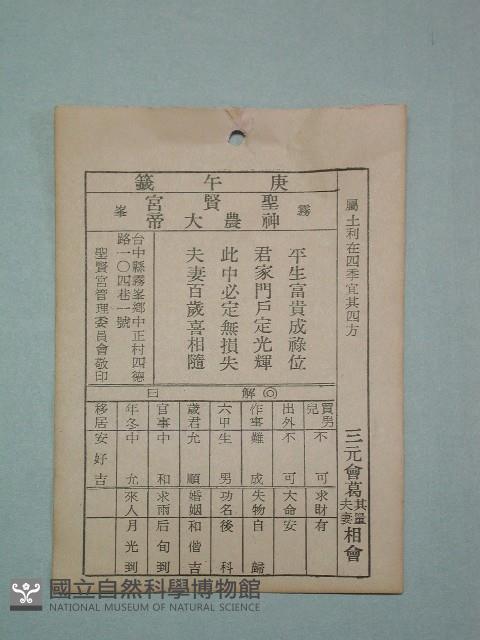 屬土利在四季宜其四方
三元會葛其量夫妻相會
庚午籤
霧峯
聖賢宮
神農大帝
平生富貴成祿位
君家門戶定光輝
此中必定無損失
夫妻百歲喜相隨
台中縣霧峯鄉中正村四德
路一〇四巷一號
聖賢宮管理委員會敬印
◎解曰
買男兒 不可
求財 有
出外 不可
大命 安
作事 難成
失物 自歸
六甲 生男
功名 後科
歲君 允順
婚姻 和偕吉
官事 中和
求雨 后旬到
年冬 中允
來人 月光到
移居 安好吉
國立自然科學博物館
NATIONAL MUSEUM OF NATURAL SCIENCE